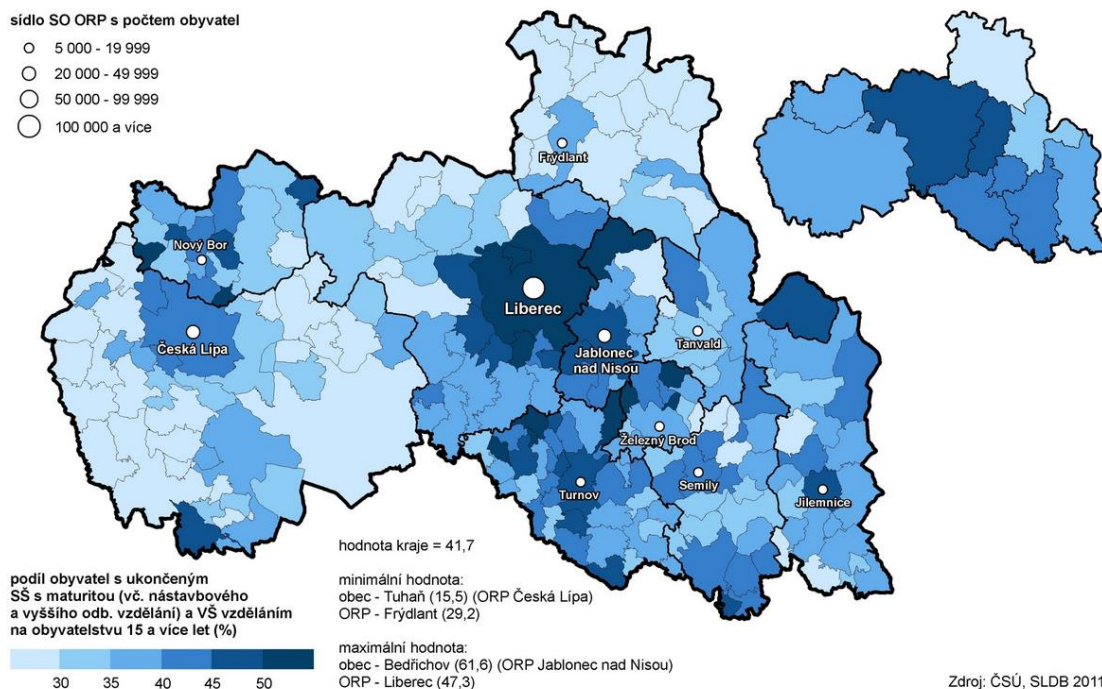 sídlo SO ORP s počtem obyvatel
5 000 - 19 999
20 000 - 49 999
50 000 - 99 999
100 000 a více
Frýdlant
Nový Bor
Liberec
Česká Lípa
Jablonec
nad Nisou
Tanvald
Železný Brod
Semily
Turnov
Jilemnice
hodnota kraje = 41,7
minimální hodnota:
obec - Tuhaň (15,5) (ORP Česká Lípa)
ORP - Frýdlant (29,2)
maximální hodnota:
obec - Bedřichov (61,6) (ORP Jablonec nad Nisou)
ORP - Liberec (47,3)
podíl obyvatel s ukončeným
SŠ s maturitou (vč. nástavbového
a vyššího odb. vzdělání) a VŠ vzděláním
na obyvatelstvu 15 a více let (%)
30 35 40 45 50
Zdroj: ČSÚ, SLDB 2011